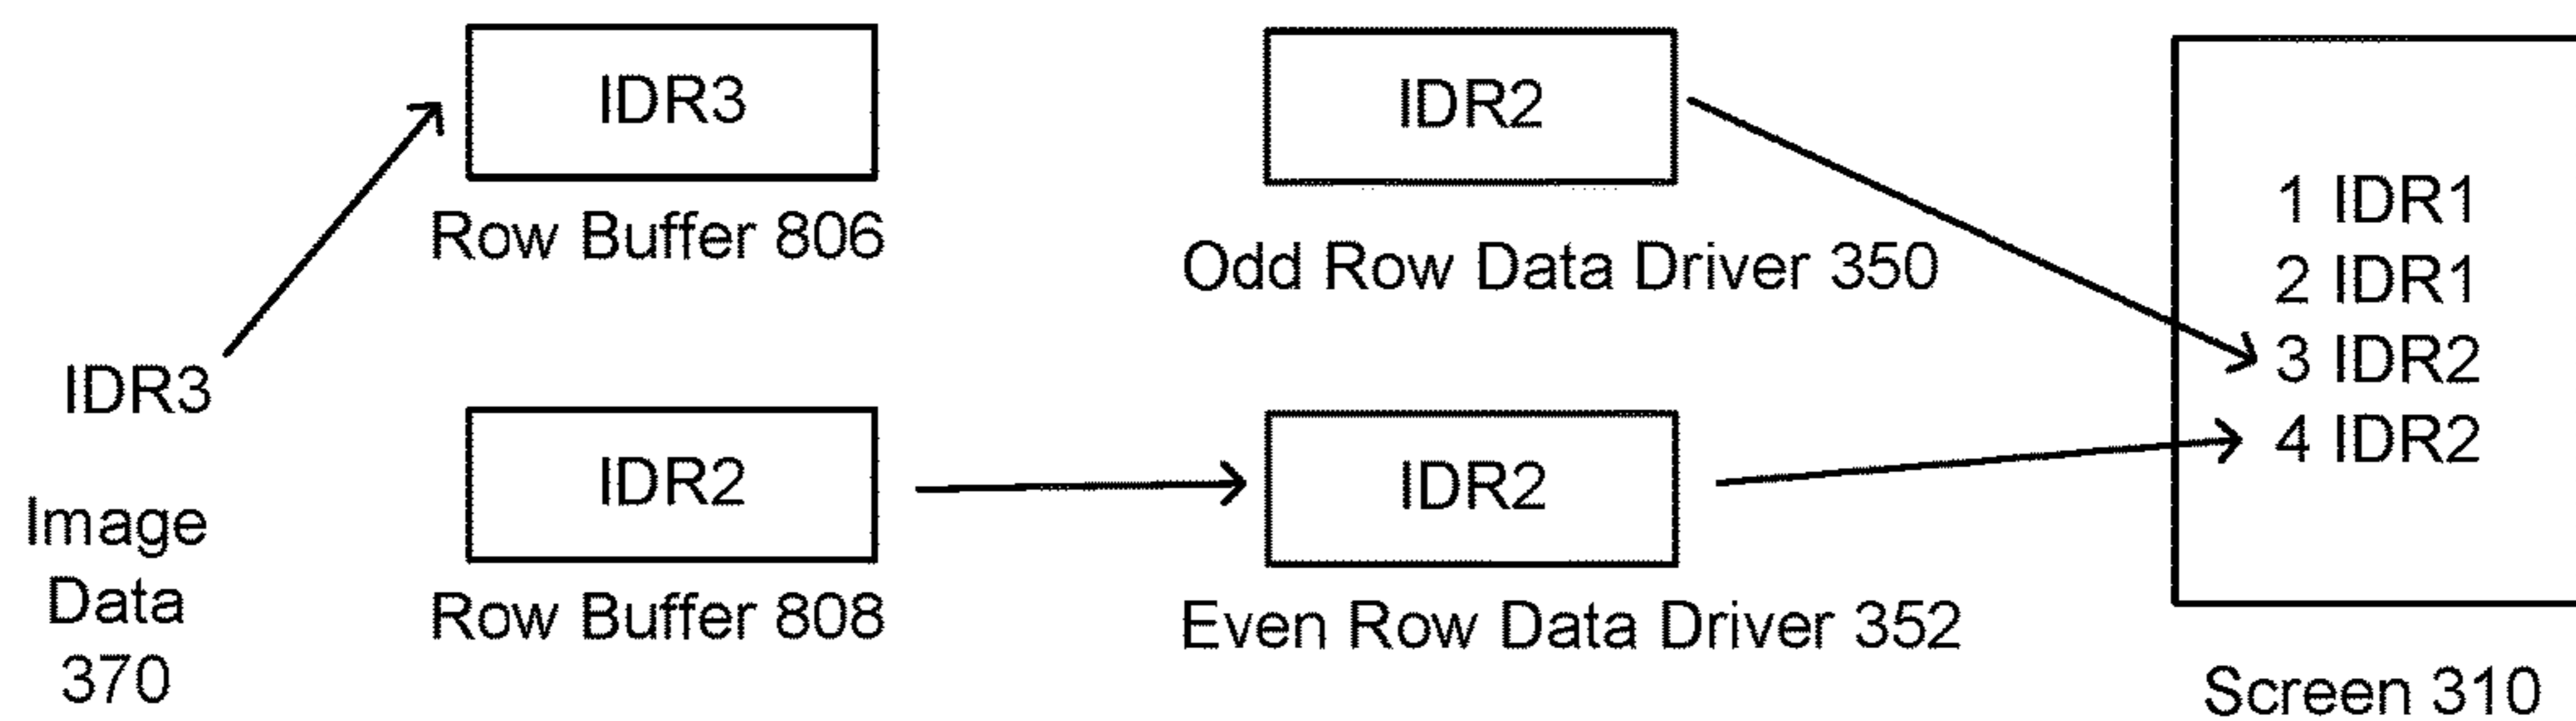 IDR3
Row Buffer 806
IDR2
Odd Row Data Driver 350
1 IDR1
2 IDR1
3 IDR2
4 IDR2
Screen 310
IDR3
Image
Data
370
IDR2
Row Buffer 808
IDR2
Even Row Data Driver 352